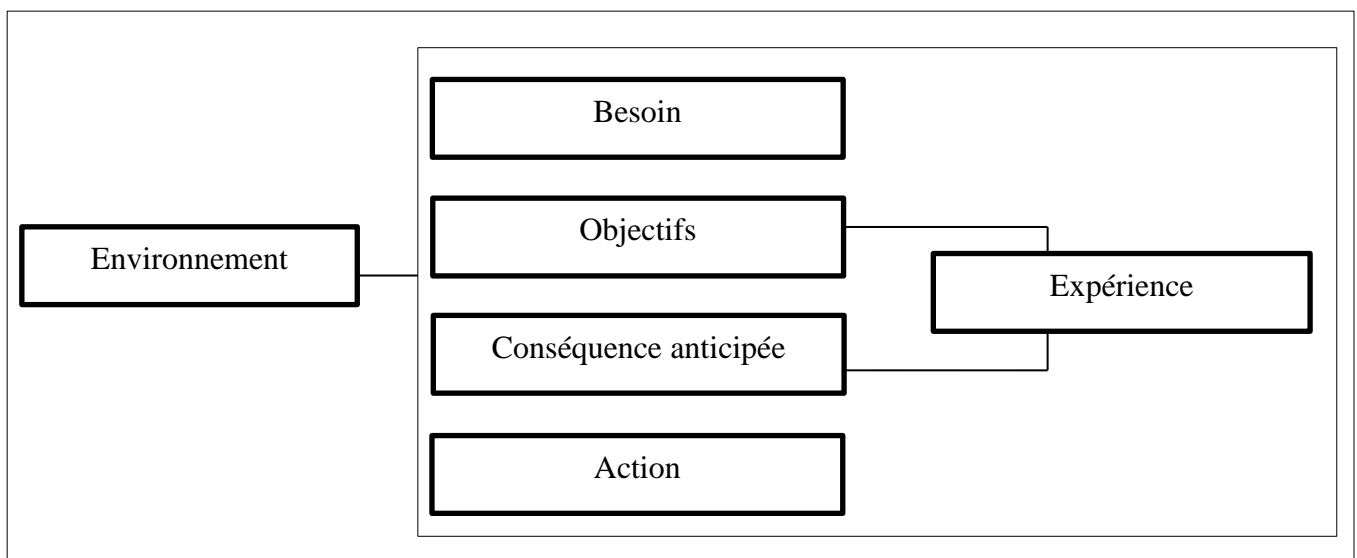 Besoin
Objectifs
Environnement
Expérience
Conséquence anticipée
Action